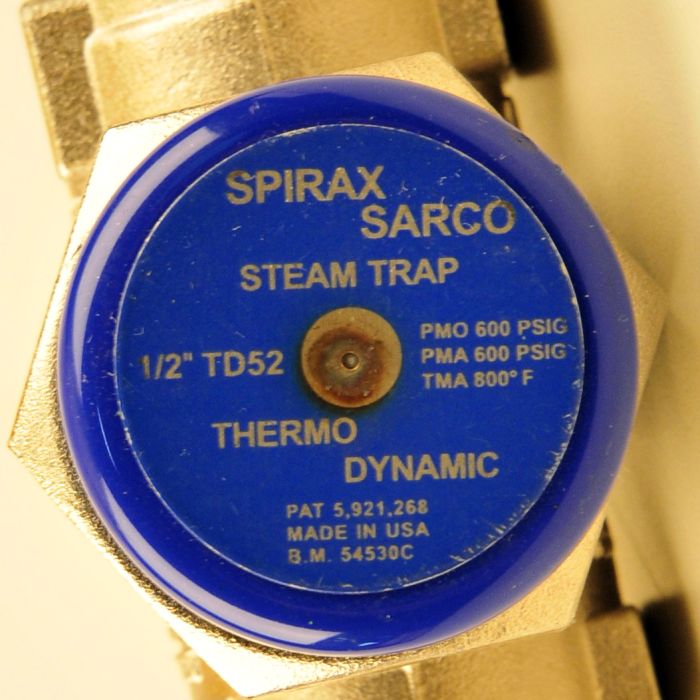 SPIRAX
SARCO
STEAM TRAP
1/2" TD52
PMO 600 PSIG
PMA 600 PSIG
TMA 800° F
THERMO
DYNAMIC
PAT 5,921,268
MADE IN USA
B.M. 54530C